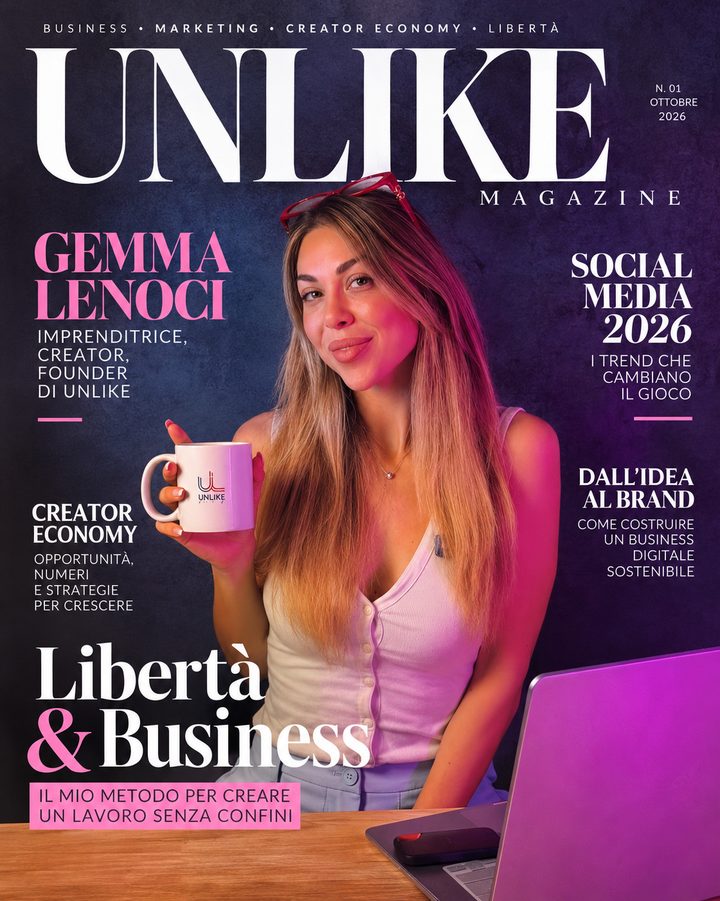 BUSINESS • MARKETING • CREATOR ECONOMY • LIBERTÀ
UNLIKE
MAGAZINE
N. 01
OTTOBRE
2026
GEMMA
LENOCI
IMPRENDITRICE,
CREATOR,
FOUNDER
DI UNLIKE
SOCIAL
MEDIA
2026
I TREND CHE
CAMBIANO
IL GIOCO
UNLIKE
CREATOR
ECONOMY
OPPORTUNITÀ,
NUMERI
E STRATEGIE
PER CRESCERE
DALL'IDEA
AL BRAND
COME COSTRUIRE
UN BUSINESS
DIGITALE
SOSTENIBILE
Libertà
& Business
IL MIO METODO PER CREARE
UN LAVORO SENZA CONFINI